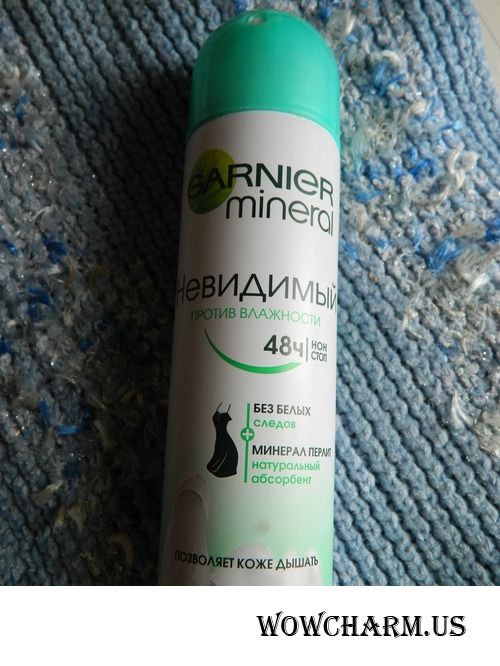 GARNIER
mineral
Невидимый
ПРОТИВ ВЛАЖНОСТИ
48ч НОН
СТОП
БЕЗ БЕЛЫХ
следов
+
МИНЕРАЛ ПЕРЛИТ
натуральный
абсорбент
ПОЗВОЛЯЕТ КОЖЕ ДЫШАТЬ
WOWCHARM.US